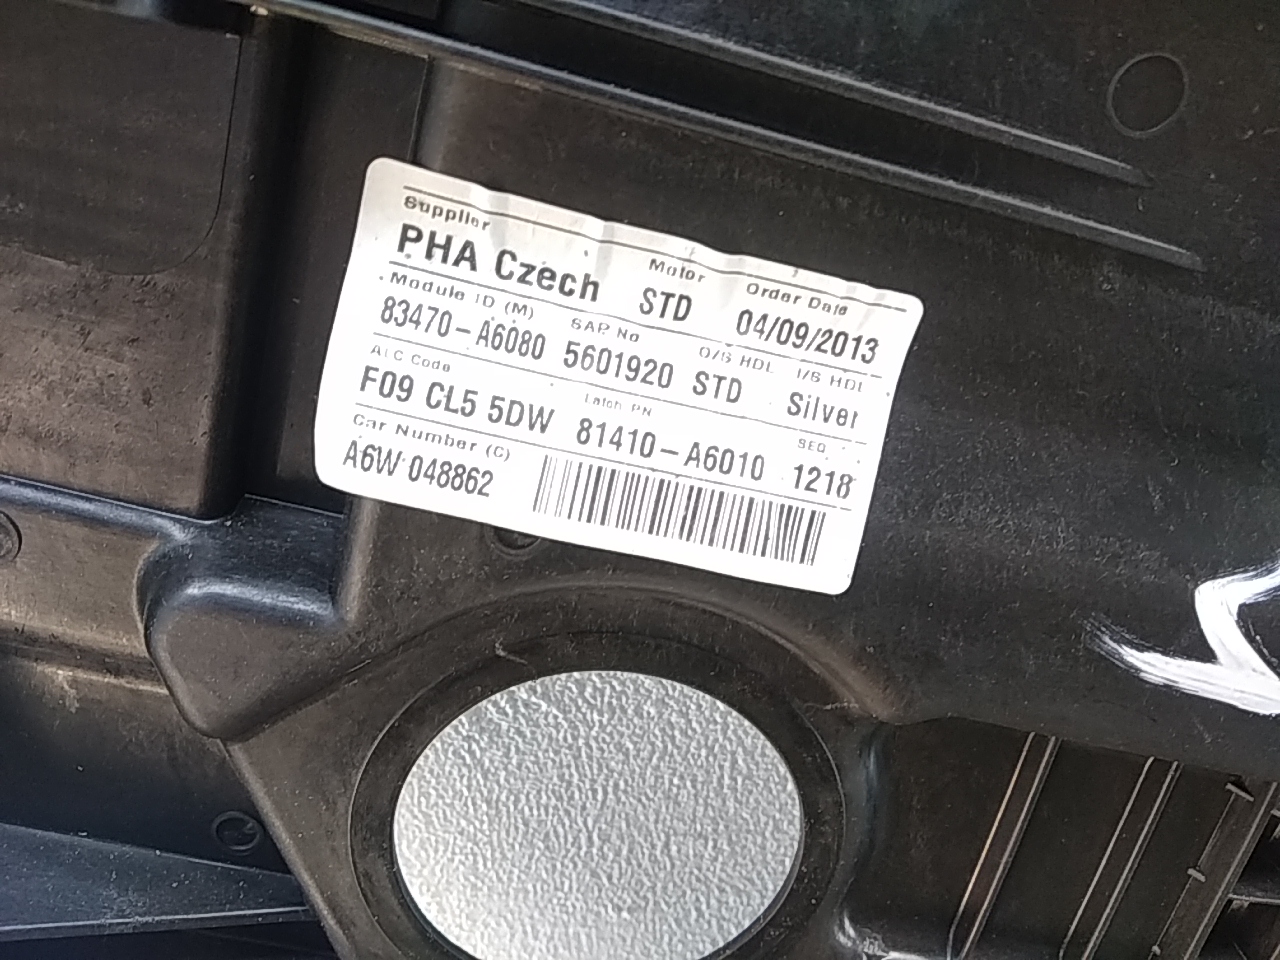 Supplier Motor Order Date
PHA Czech STD 04/09/2013
Module ID (M) SAP No O/S HDL I/S HDL
83470-A6080 5601920 STD Silver
ALC Code Latch PN SEQ
F09 CL5 5DW 81410-A6010 1218
Car Number (C)
A6W 048862